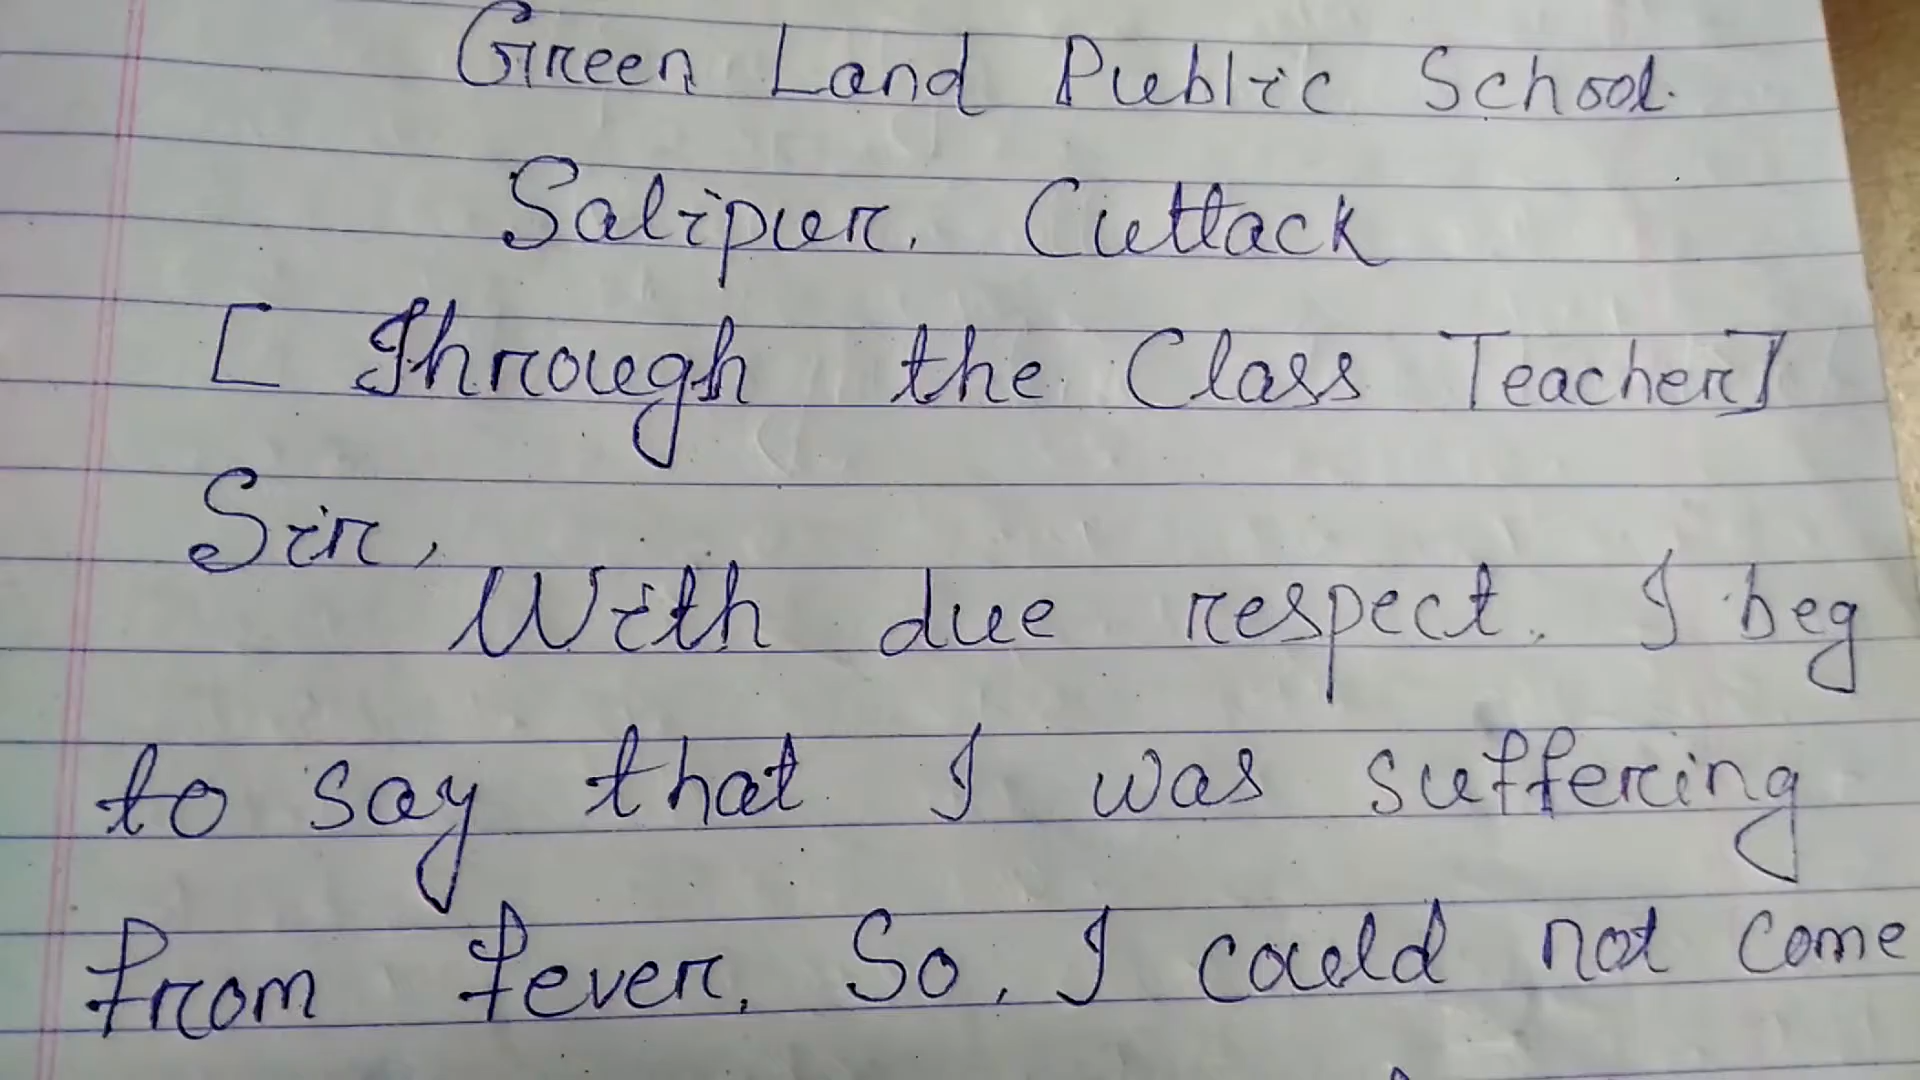 Green Land Public School.
Salipur, Cuttack
[ Through the Class Teacher]
Sir,
With due respect, I beg
to say that I was suffering
from fever. So, I could not come